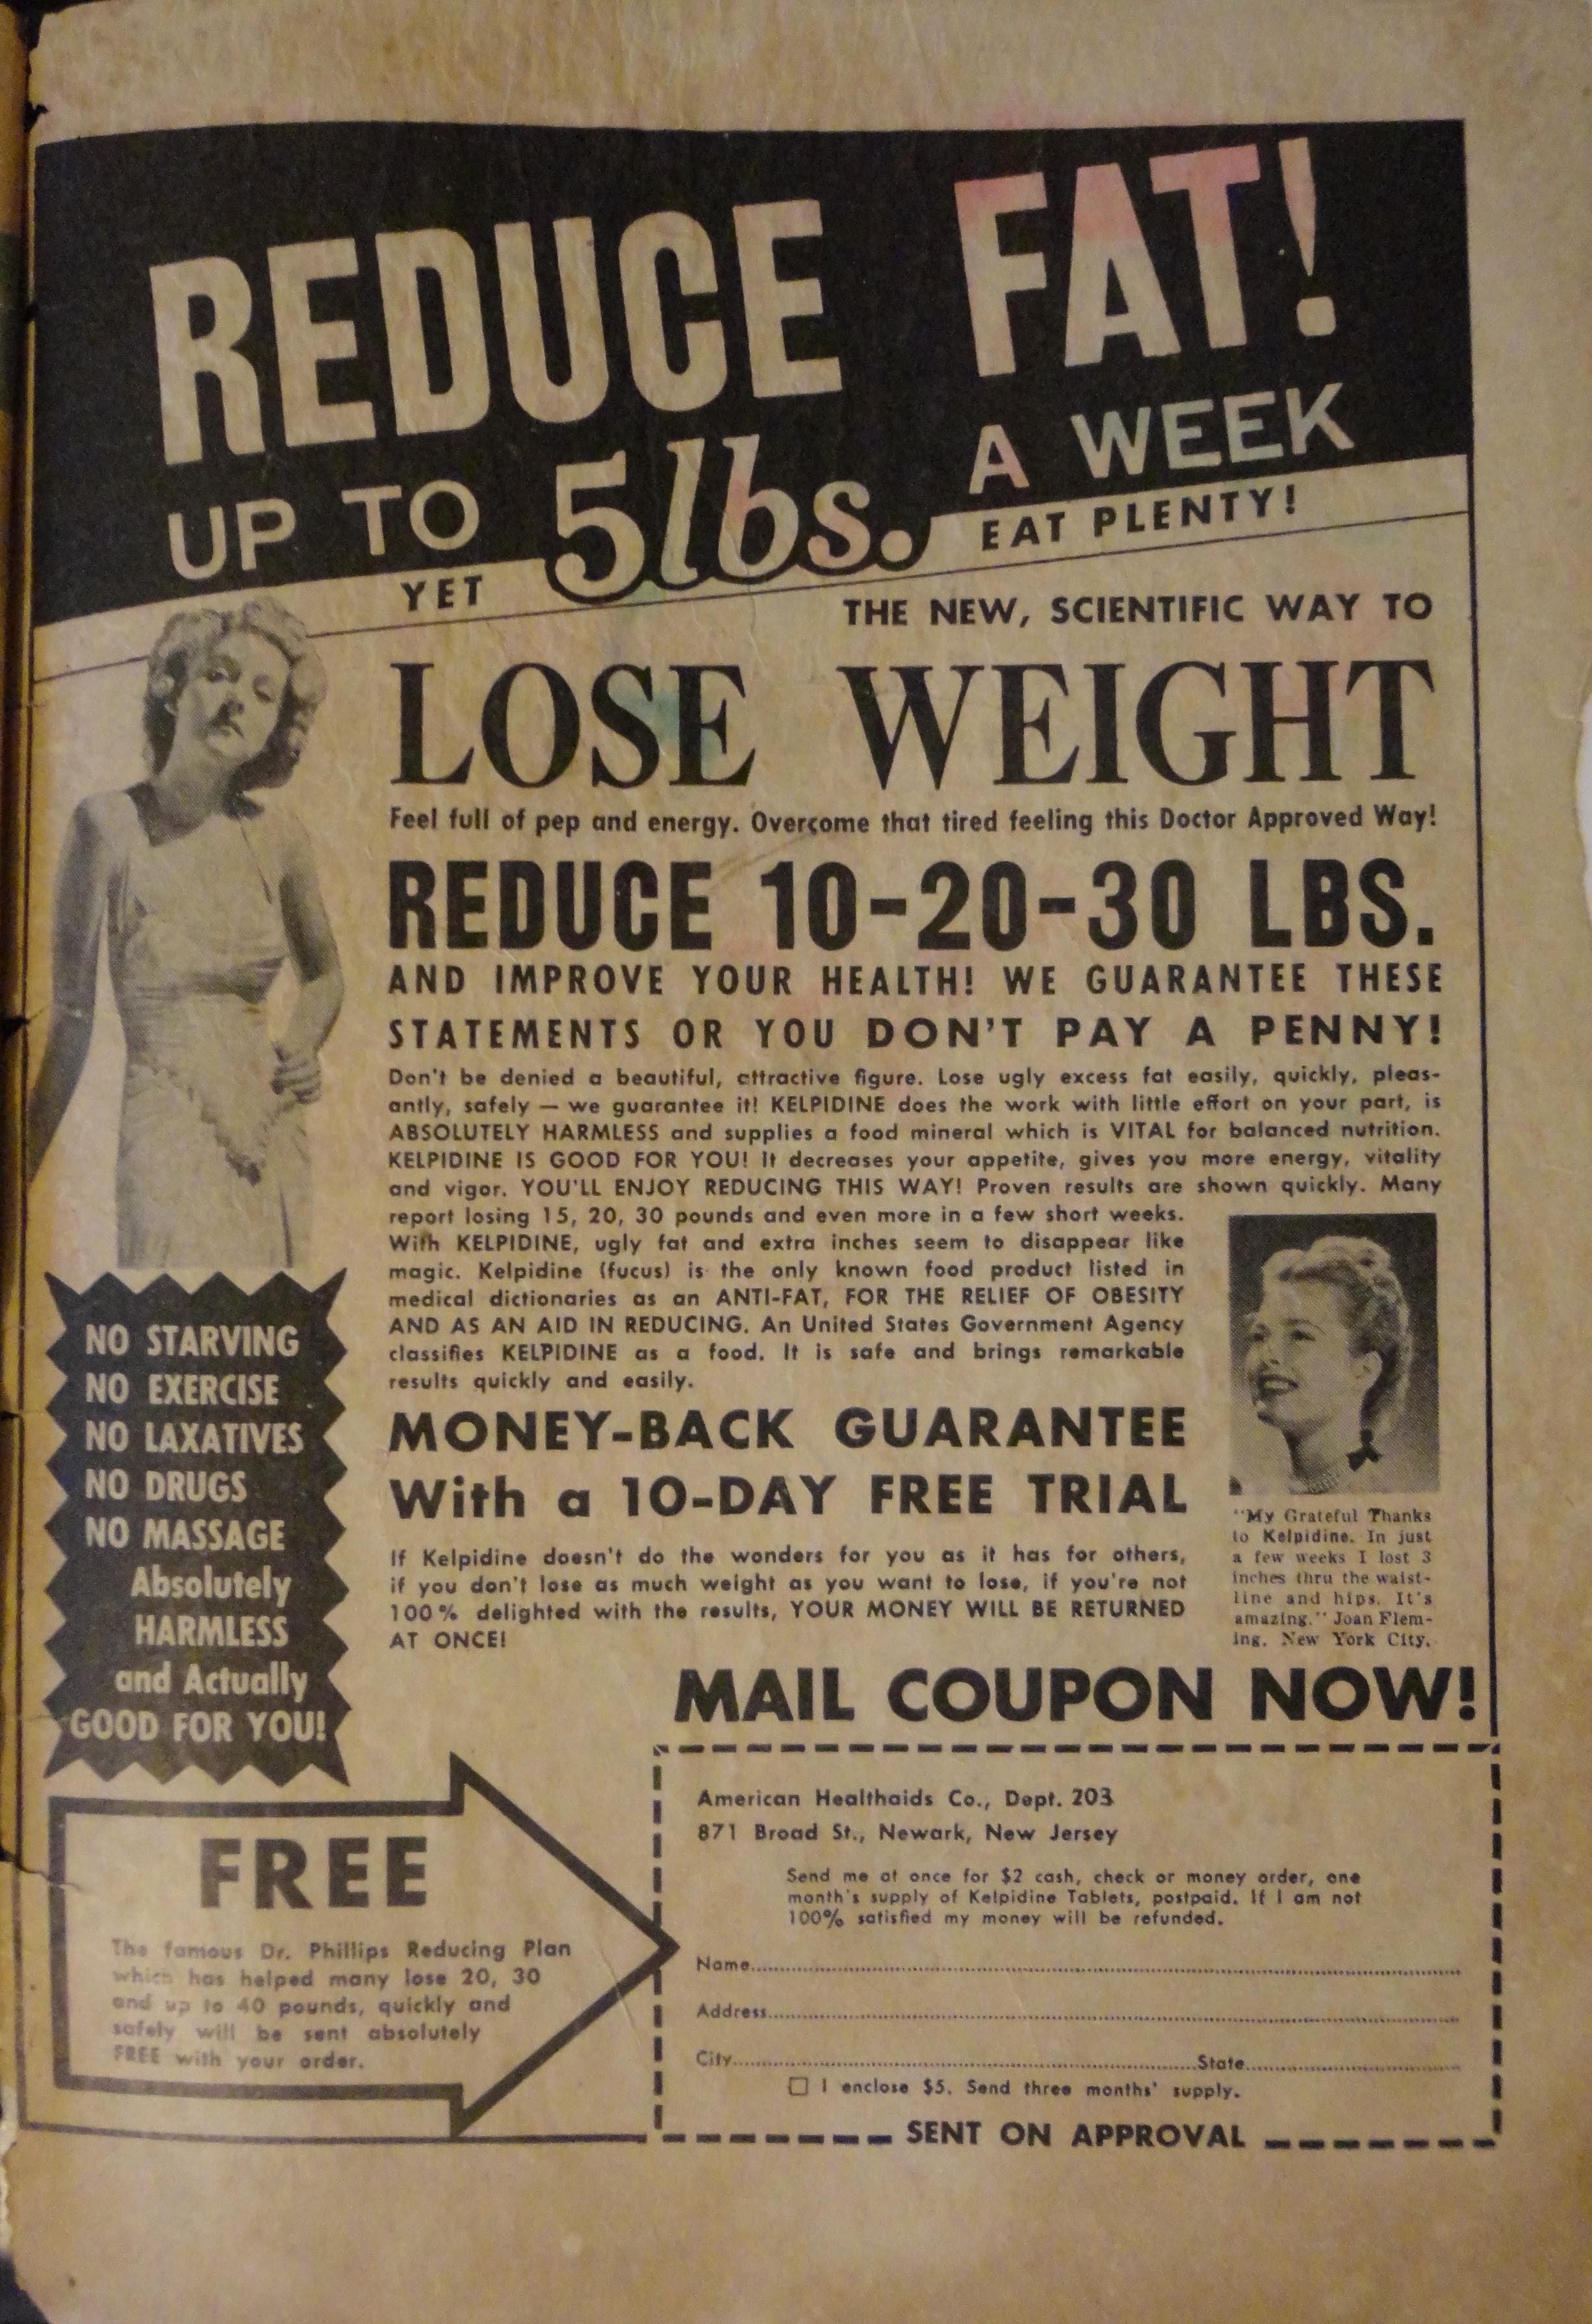 REDUCE FAT!
UP TO 5 lbs. A WEEK
YET EAT PLENTY!
THE NEW, SCIENTIFIC WAY TO
LOSE WEIGHT
Feel full of pep and energy. Overcome that tired feeling this Doctor Approved Way!
REDUCE 10-20-30 LBS.
AND IMPROVE YOUR HEALTH! WE GUARANTEE THESE
STATEMENTS OR YOU DON'T PAY A PENNY!
Don't be denied a beautiful, attractive figure. Lose ugly excess fat easily, quickly, pleas-
antly, safely — we guarantee it! KELPIDINE does the work with little effort on your part, is
ABSOLUTELY HARMLESS and supplies a food mineral which is VITAL for balanced nutrition.
KELPIDINE IS GOOD FOR YOU! It decreases your appetite, gives you more energy, vitality
and vigor. YOU'LL ENJOY REDUCING THIS WAY! Proven results are shown quickly. Many
report losing 15, 20, 30 pounds and even more in a few short weeks.
With KELPIDINE, ugly fat and extra inches seem to disappear like
magic. Kelpidine (fucus) is the only known food product listed in
medical dictionaries as an ANTI-FAT, FOR THE RELIEF OF OBESITY
AND AS AN AID IN REDUCING. An United States Government Agency
classifies KELPIDINE as a food. It is safe and brings remarkable
results quickly and easily.
NO STARVING
NO EXERCISE
NO LAXATIVES
NO DRUGS
NO MASSAGE
Absolutely
HARMLESS
and Actually
GOOD FOR YOU!
MONEY-BACK GUARANTEE
With a 10-DAY FREE TRIAL
If Kelpidine doesn't do the wonders for you as it has for others,
if you don't lose as much weight as you want to lose, if you're not
100% delighted with the results, YOUR MONEY WILL BE RETURNED
AT ONCE!
"My Grateful Thanks
to Kelpidine. In just
a few weeks I lost 3
inches thru the waist-
line and hips. It's
amazing." Joan Flem-
ing, New York City.
MAIL COUPON NOW!
FREE
The famous Dr. Phillips Reducing Plan
which has helped many lose 20, 30
and up to 40 pounds, quickly and
safely will be sent absolutely
FREE with your order.
American Healthaids Co., Dept. 203
871 Broad St., Newark, New Jersey
Send me at once for $2 cash, check or money order, one
month's supply of Kelpidine Tablets, postpaid. If I am not
100% satisfied my money will be refunded.
Name
Address
City State
I enclose $5. Send three months' supply.
SENT ON APPROVAL